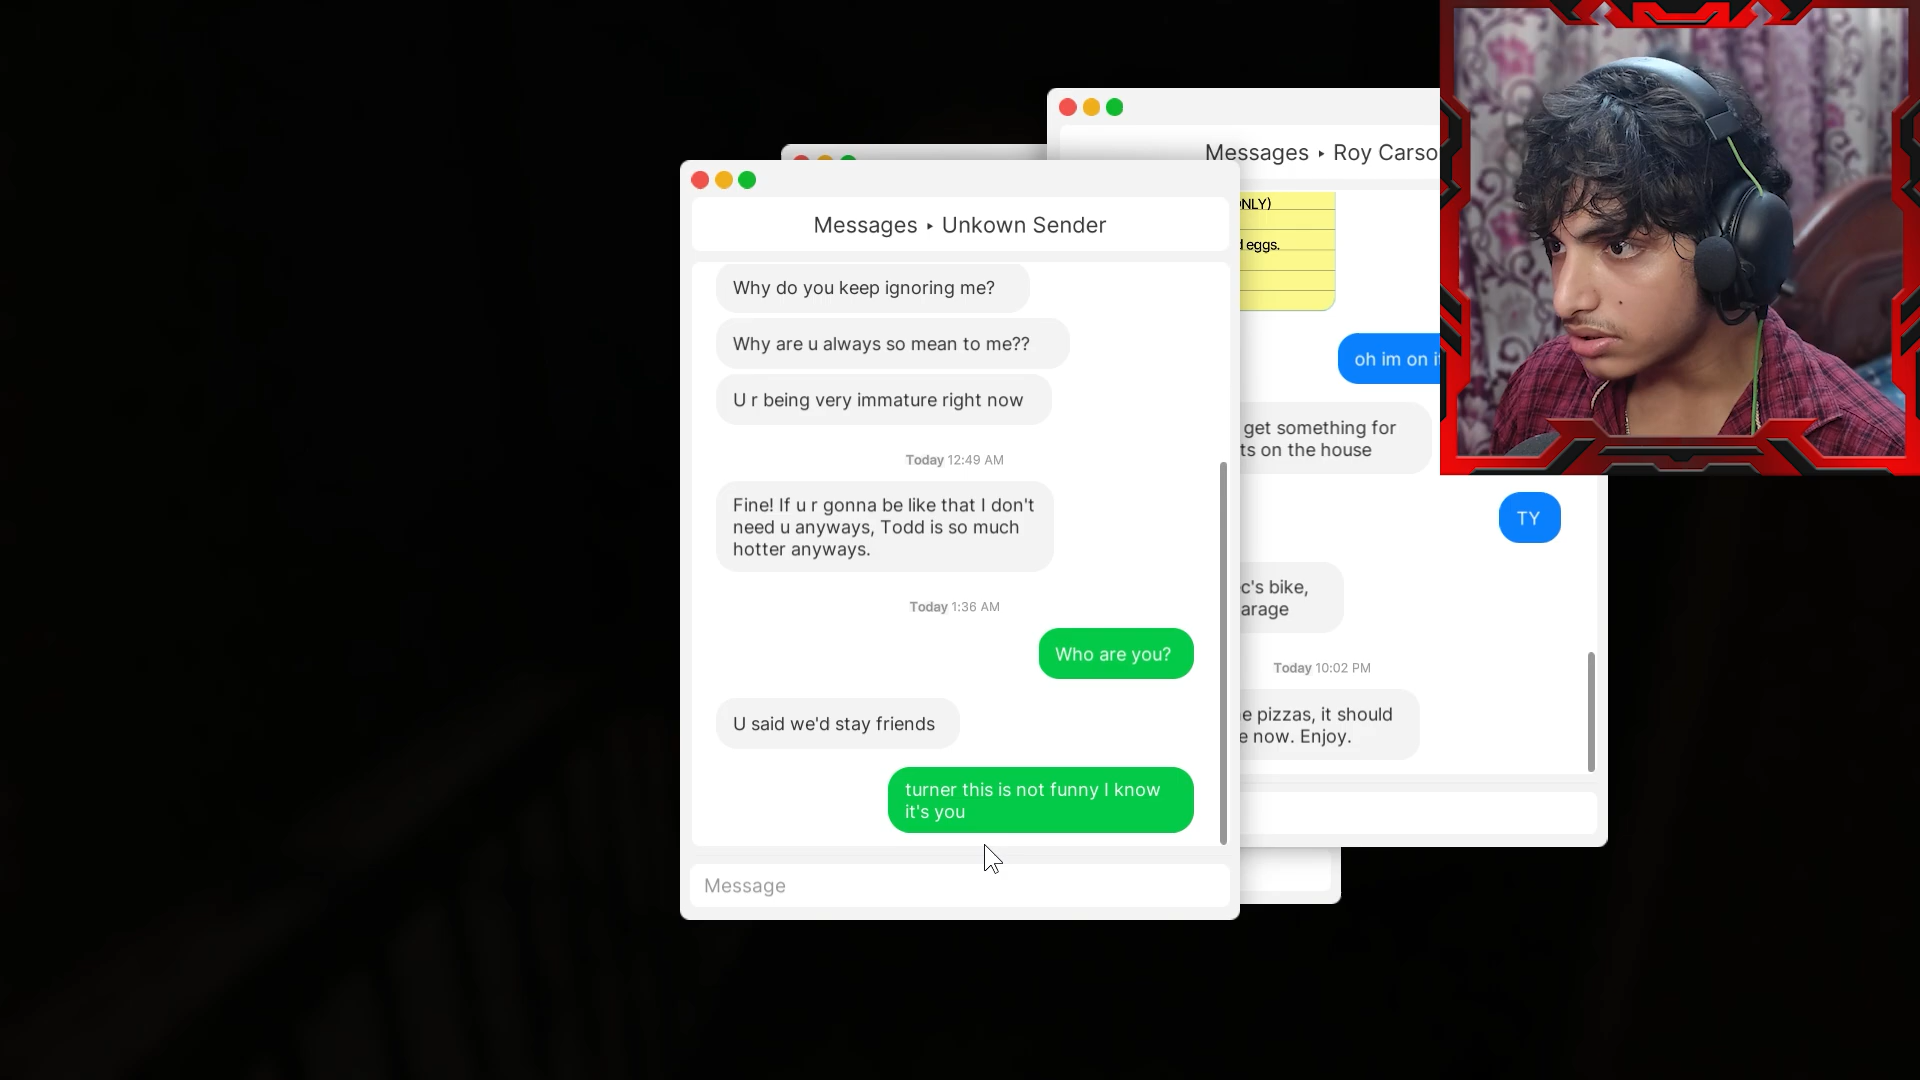 Messages ▸ Unkown Sender
Why do you keep ignoring me?
Why are u always so mean to me??
U r being very immature right now
Today 12:49 AM
Fine! If u r gonna be like that I don't
need u anyways, Todd is so much
hotter anyways.
Today 1:36 AM
Who are you?
U said we'd stay friends
turner this is not funny I know
it's you
Message
Messages ▸ Roy Carso
ONLY)
eggs.
oh im on
get something for
ts on the house
TY
c's bike,
arage
Today 10:02 PM
e pizzas, it should
e now. Enjoy.